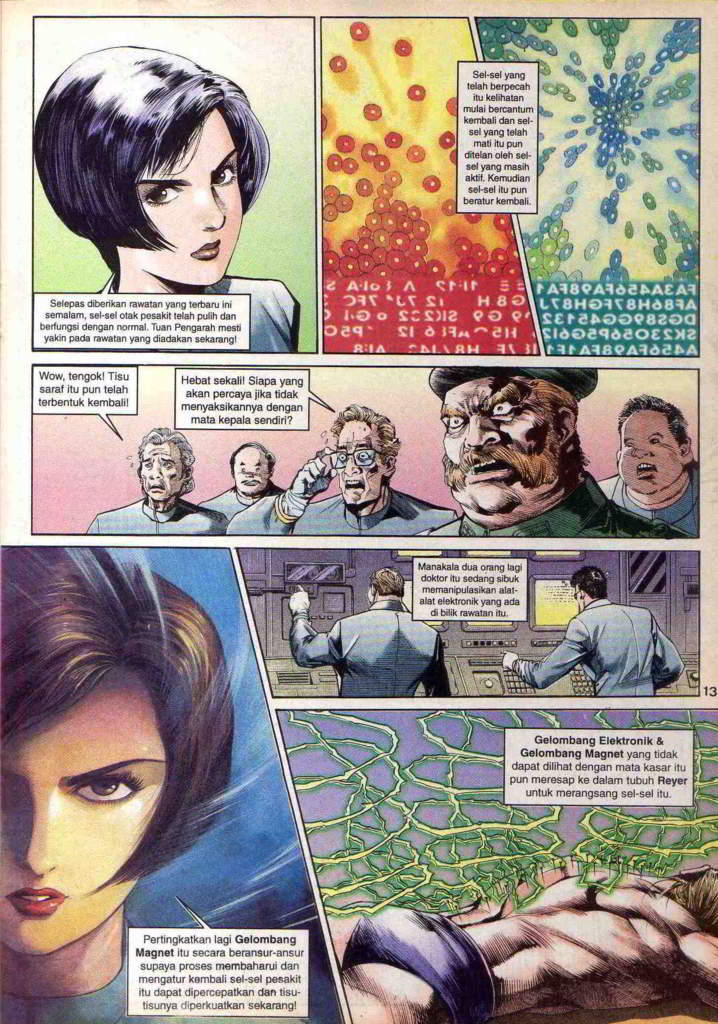 Selepas diberikan rawatan yang terbaru ini
semalam, sel-sel otak pesakit telah pulih dan
berfungsi dengan normal. Tuan Pengarah mesti
yakin pada rawatan yang diadakan sekarang!
Sel-sel yang
telah berpecah
itu kelihatan
mulai bercantum
kembali dan sel-
sel yang telah
mati itu pun
ditelan oleh sel-
sel yang masih
aktif. Kemudian
sel-sel itu pun
beratur kembali.
Wow, tengok! Tisu
saraf itu pun telah
terbentuk kembali!
Hebat sekali! Siapa yang
akan percaya jika tidak
menyaksikannya dengan
mata kepala sendiri?
Manakala dua orang lagi
doktor itu sedang sibuk
memanipulasikan alat-
alat elektronik yang ada
di bilik rawatan itu.
13
Gelombang Elektronik &
Gelombang Magnet yang tidak
dapat dilihat dengan mata kasar itu
pun meresap ke dalam tubuh Reyer
untuk merangsang sel-sel itu.
Pertingkatkan lagi Gelombang
Magnet itu secara beransur-ansur
supaya proses membaharui dan
mengatur kembali sel-sel pesakit
itu dapat dipercepatkan dan tisu-
tisunya diperkuatkan sekarang!